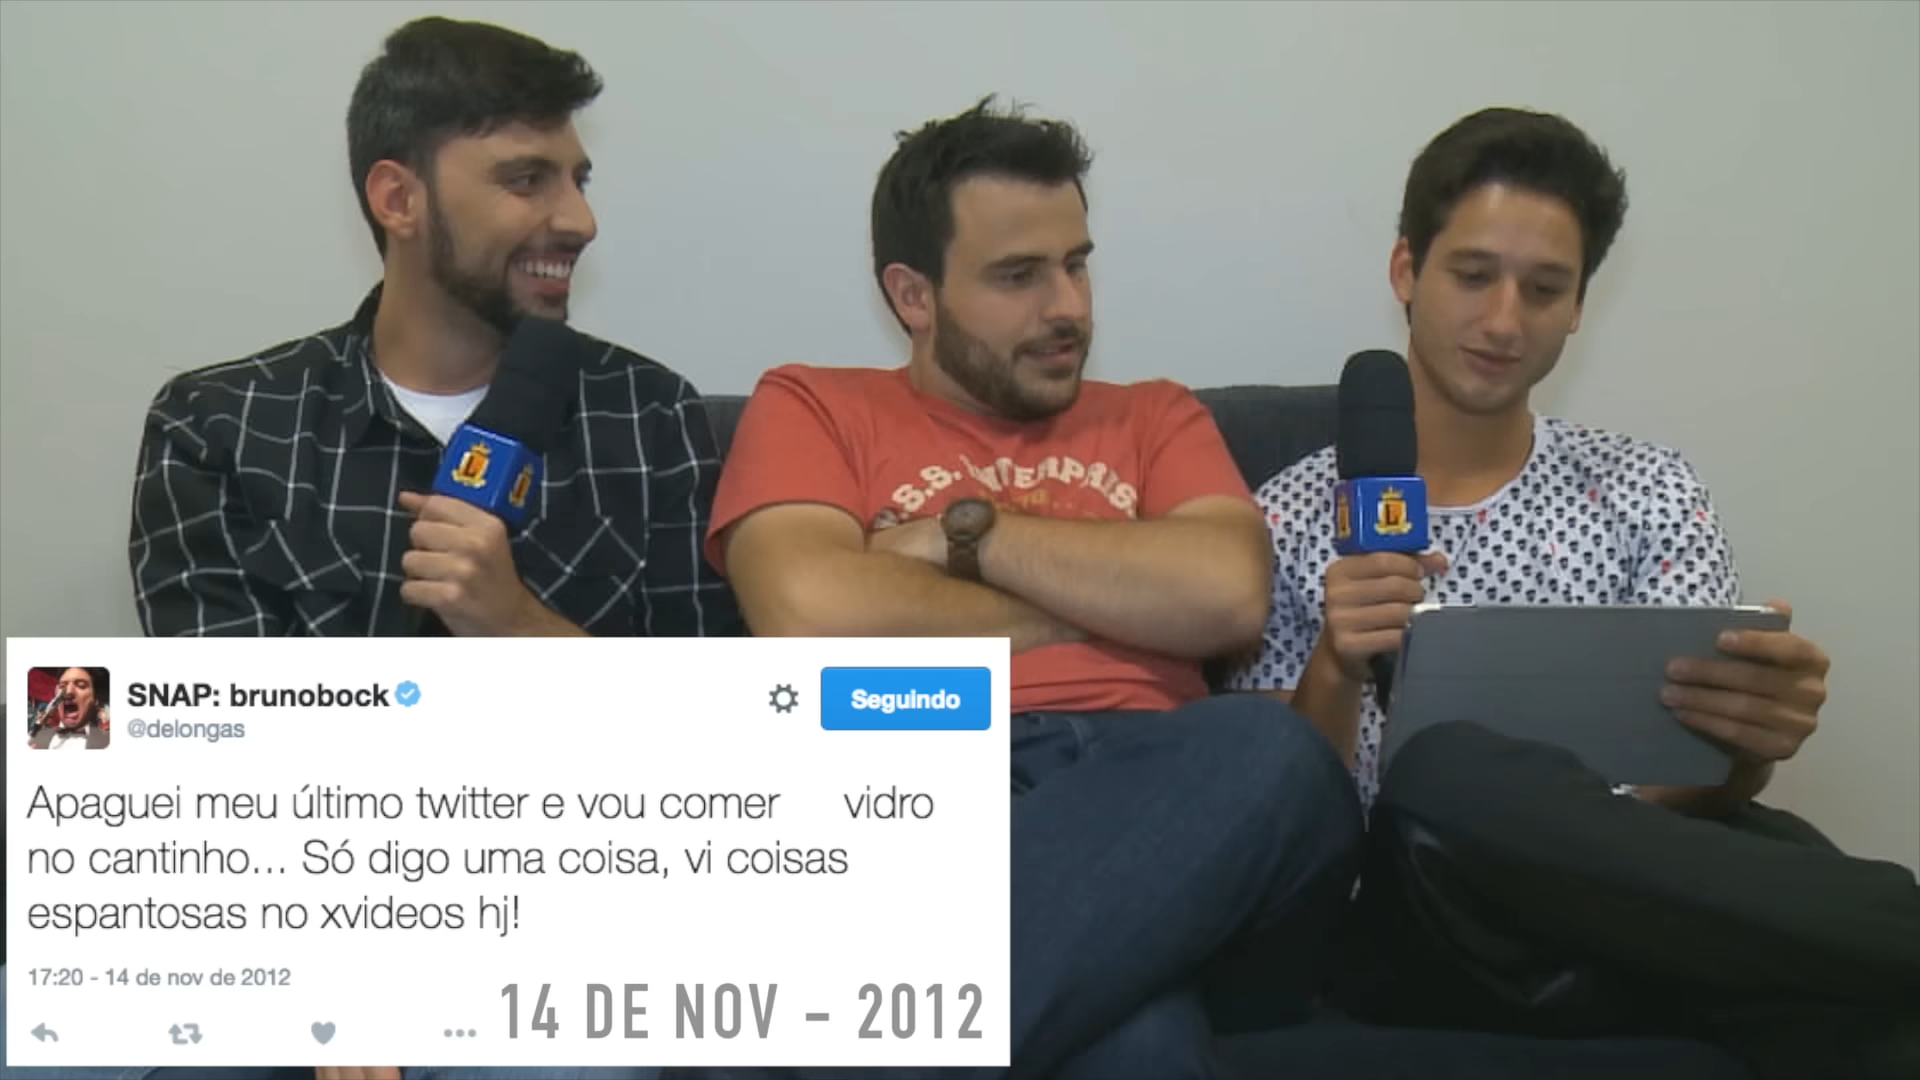 S.S. ENTERPRISE
L
L
SNAP: brunobock
@delongas
Seguindo
Apaguei meu último twitter e vou comer vidro
no cantinho... Só digo uma coisa, vi coisas
espantosas no xvideos hj!
17:20 - 14 de nov de 2012
14 DE NOV - 2012